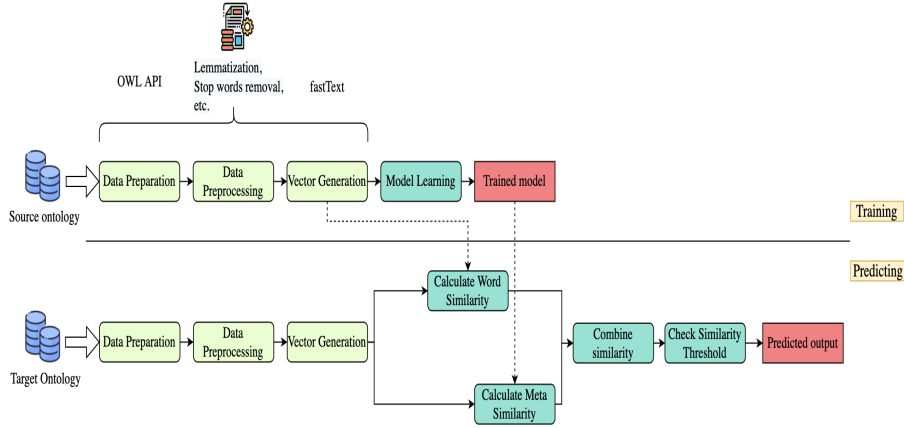 OWL API
Lemmatization,
Stop words removal,
etc.
fastText
Source ontology
Data Preparation
Data
Preprocessing
Vector Generation
Model Learning
Trained model
Training
Predicting
Calculate Word
Similarity
Target Ontology
Data Preparation
Data
Preprocessing
Vector Generation
Combine
similarity
Check Similarity
Threshold
Predicted output
Calculate Meta
Similarity